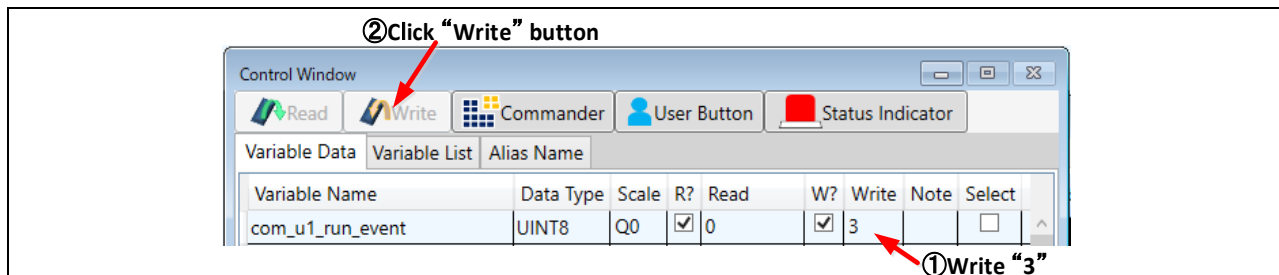 ②Click “Write” button
Control Window
Read Write Commander User Button Status Indicator
Variable Data Variable List Alias Name
Variable Name Data Type Scale R? Read W? Write Note Select
com_u1_run_event UINT8 Q0 0 3
①Write “3”